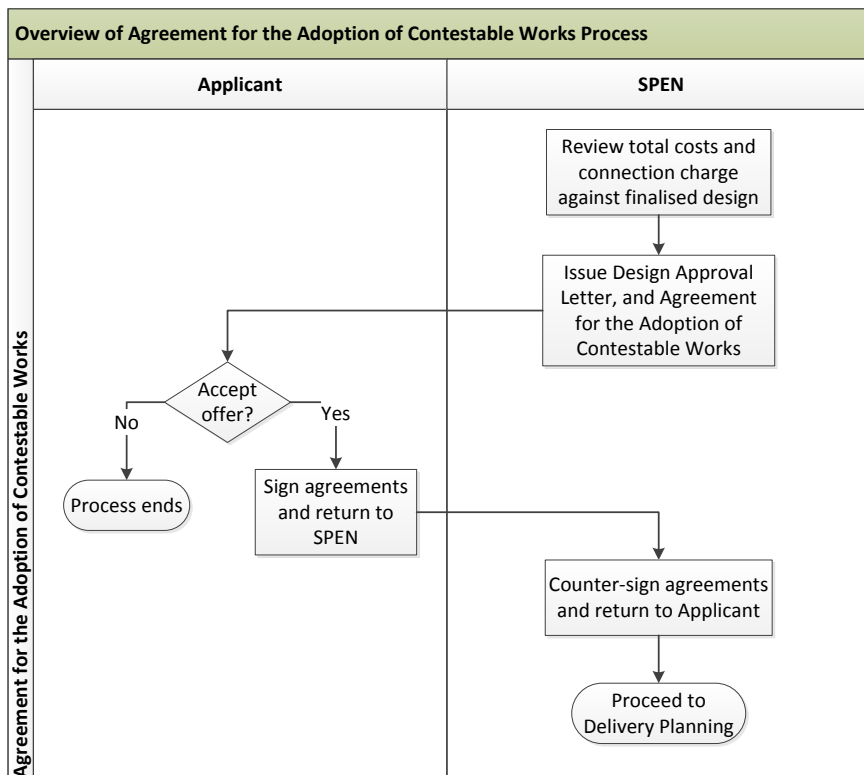 Overview of Agreement for the Adoption of Contestable Works Process
Applicant
SPEN
Agreement for the Adoption of Contestable Works
Review total costs and
connection charge
against finalised design
Issue Design Approval
Letter, and Agreement
for the Adoption of
Contestable Works
Accept
offer?
No
Yes
Process ends
Sign agreements
and return to
SPEN
Counter-sign agreements
and return to Applicant
Proceed to
Delivery Planning